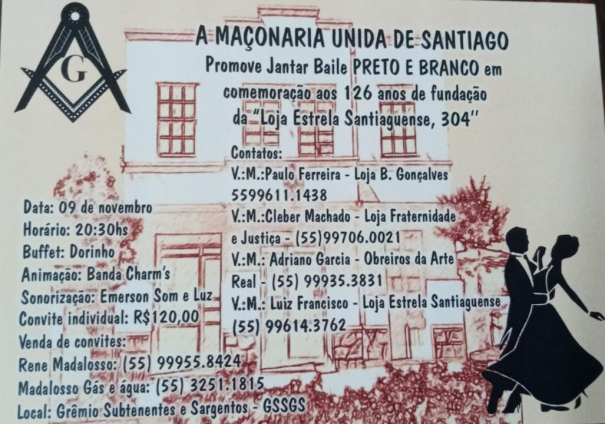 G
A MAÇONARIA UNIDA DE SANTIAGO
Promove Jantar Baile PRETO E BRANCO em
comemoração aos 126 anos de fundação
da "Loja Estrela Santiaguense, 304"
Contatos:
V.:M.:Paulo Ferreira - Loja B. Gonçalves
5599611.1438
V.:M.:Cleber Machado - Loja Fraternidade
e Justiça - (55)99706.0021
V.:M.: Adriano Garcia - Obreiros da Arte
Real - (55) 99935.3831
V.:M.: Luiz Francisco - Loja Estrela Santiaguense
(55) 99614.3762
Data: 09 de novembro
Horário: 20:30hs
Buffet: Dorinho
Animação: Banda Charm's
Sonorização: Emerson Som e Luz
Convite individual: R$120,00
Venda de convites:
Rene Madalosso: (55) 99955.8424
Madalosso Gás e água: (55) 3251.1815
Local: Grêmio Subtenentes e Sargentos - GSSGS